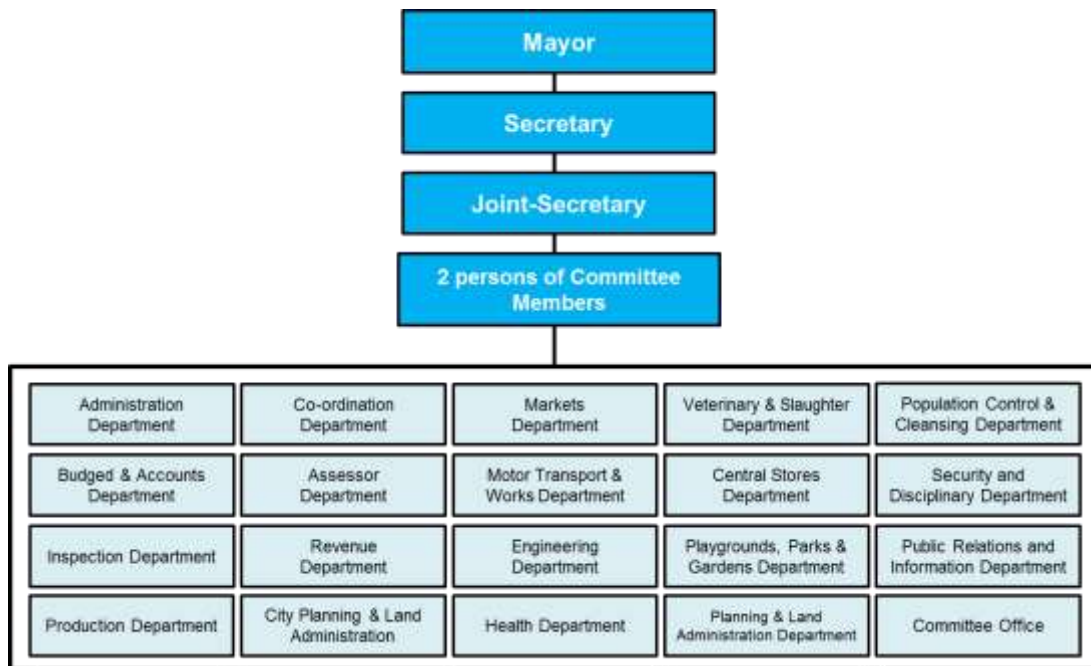 Mayor
Secretary
Joint-Secretary
2 persons of Committee
Members
Administration
Department
Co-ordination
Department
Markets
Department
Veterinary & Slaughter
Department
Population Control &
Cleansing Department
Budged & Accounts
Department
Assessor
Department
Motor Transport &
Works Department
Central Stores
Department
Security and
Disciplinary Department
Inspection Department
Revenue
Department
Engineering
Department
Playgrounds, Parks &
Gardens Department
Public Relations and
Information Department
Production Department
City Planning & Land
Administration
Health Department
Planning & Land
Administration Department
Committee Office